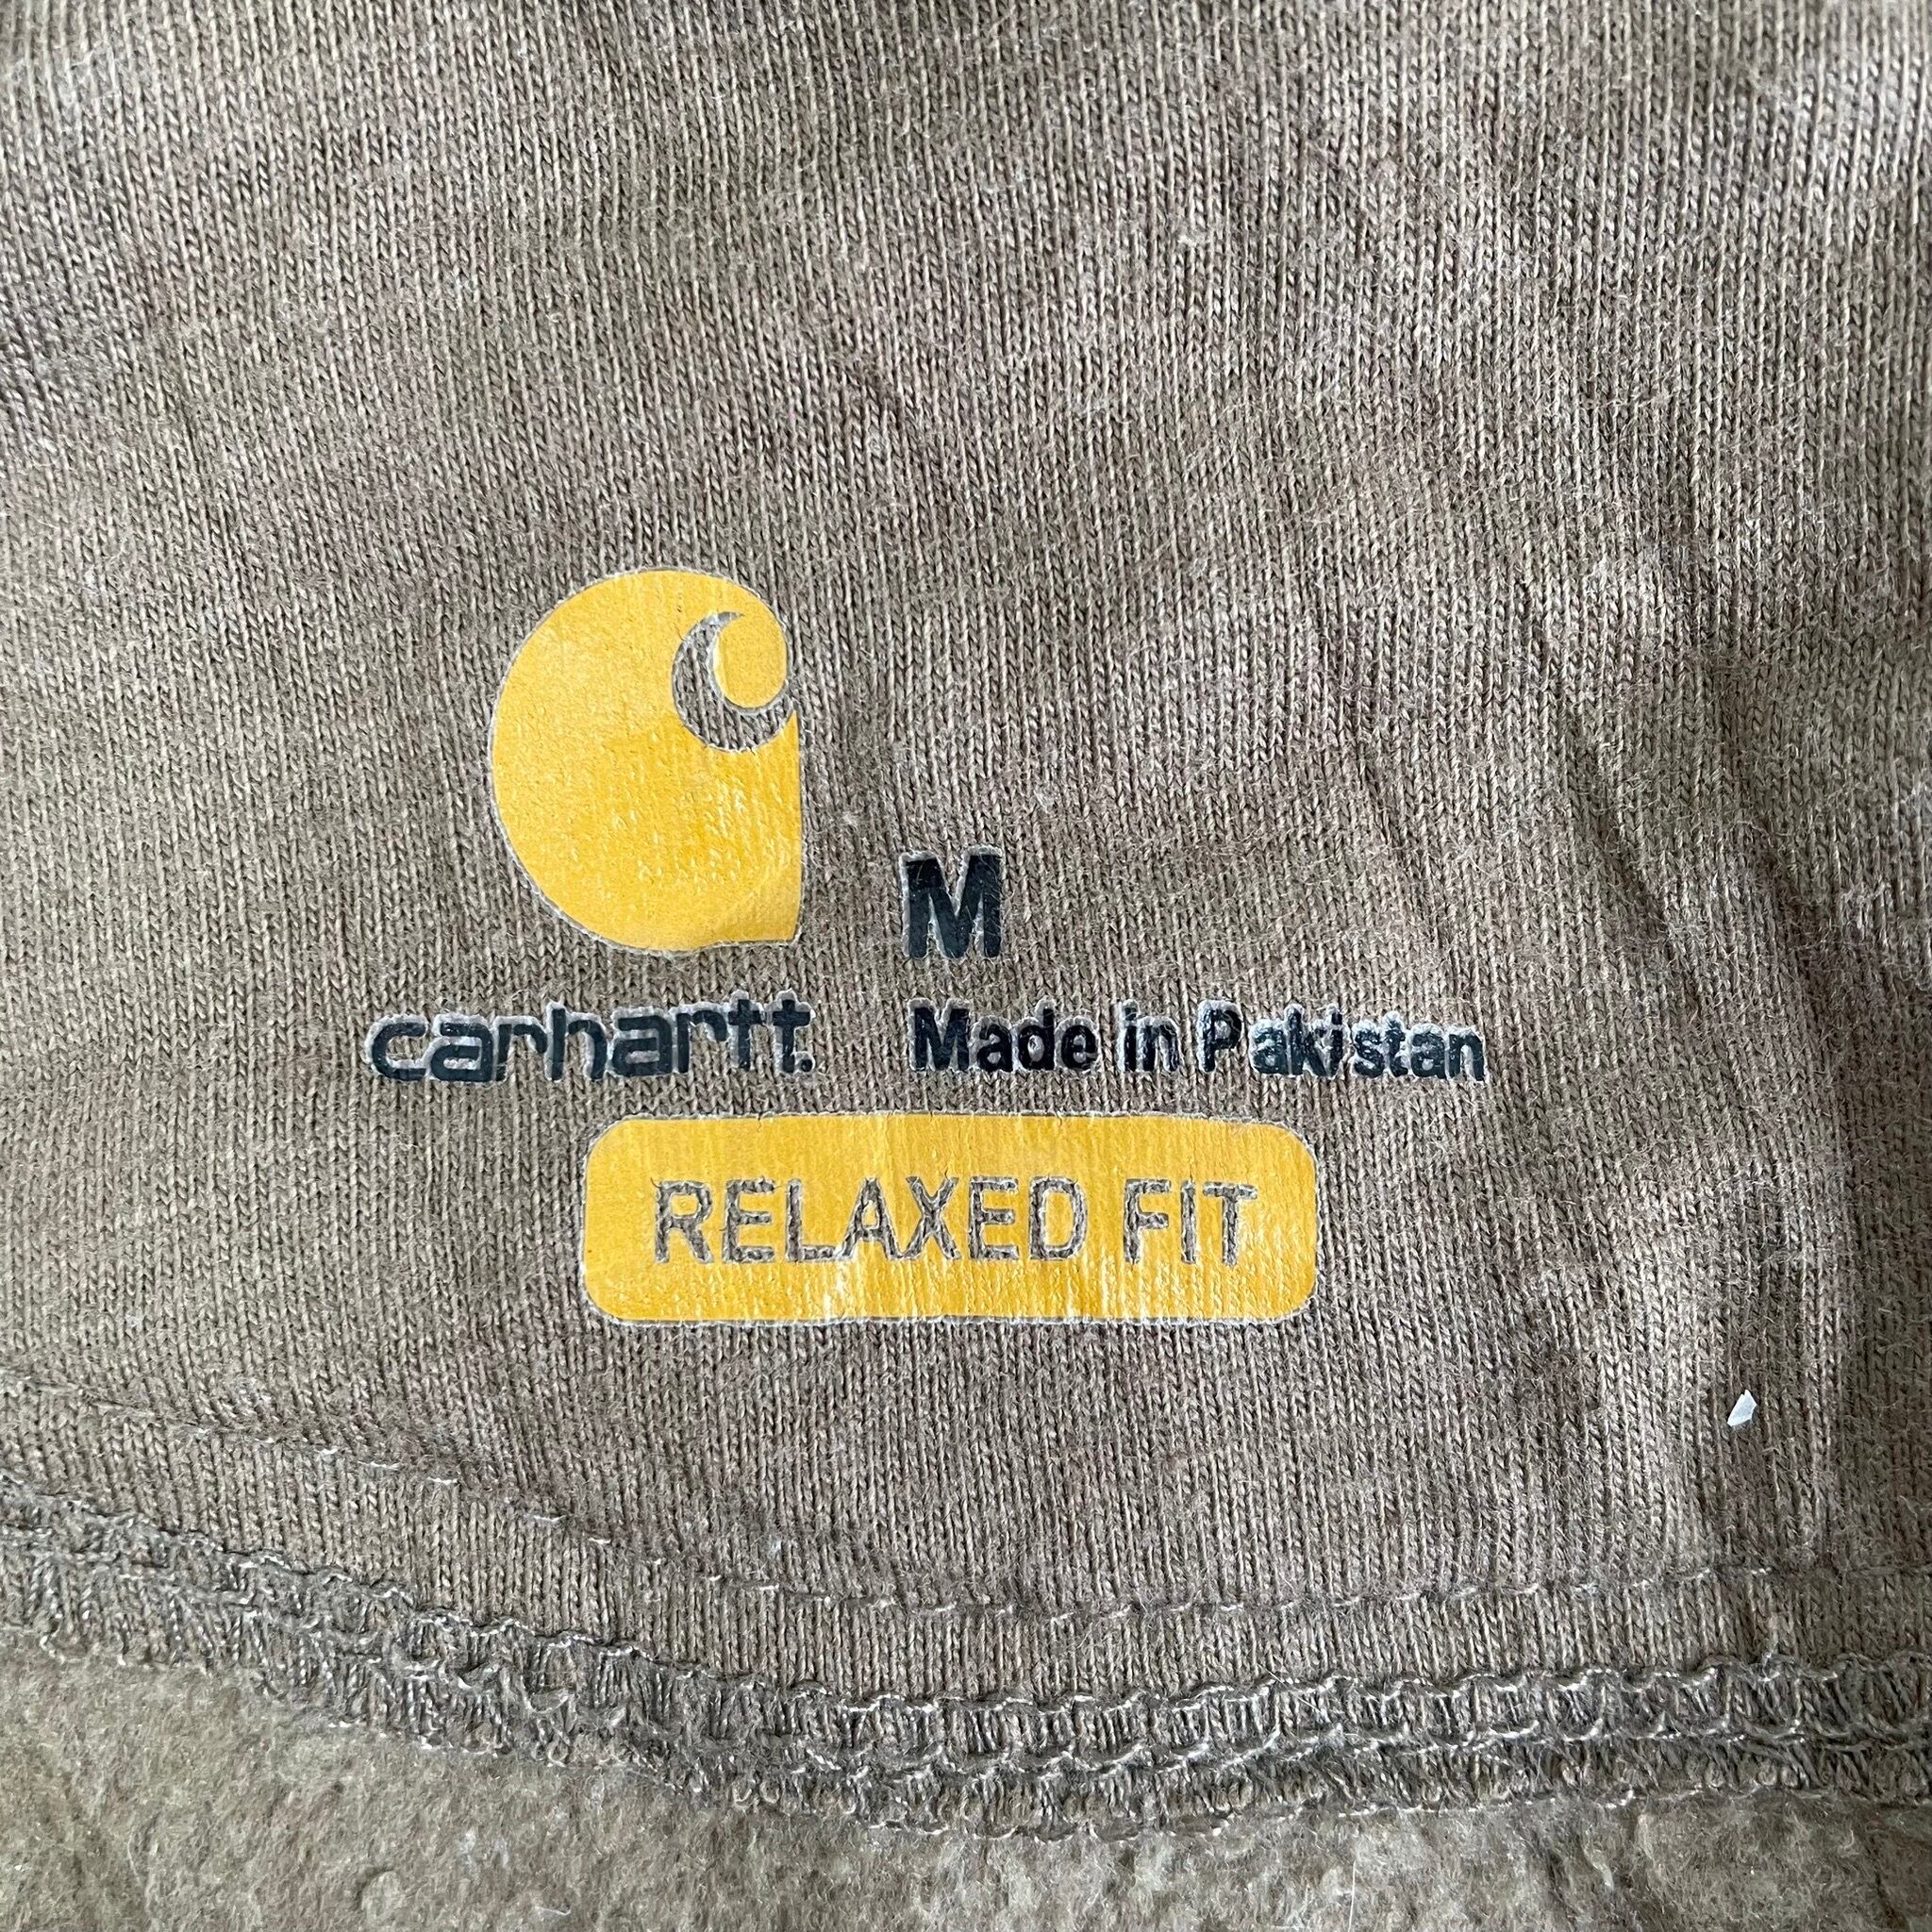 M
carhartt. Made in Pakistan
RELAXED FIT